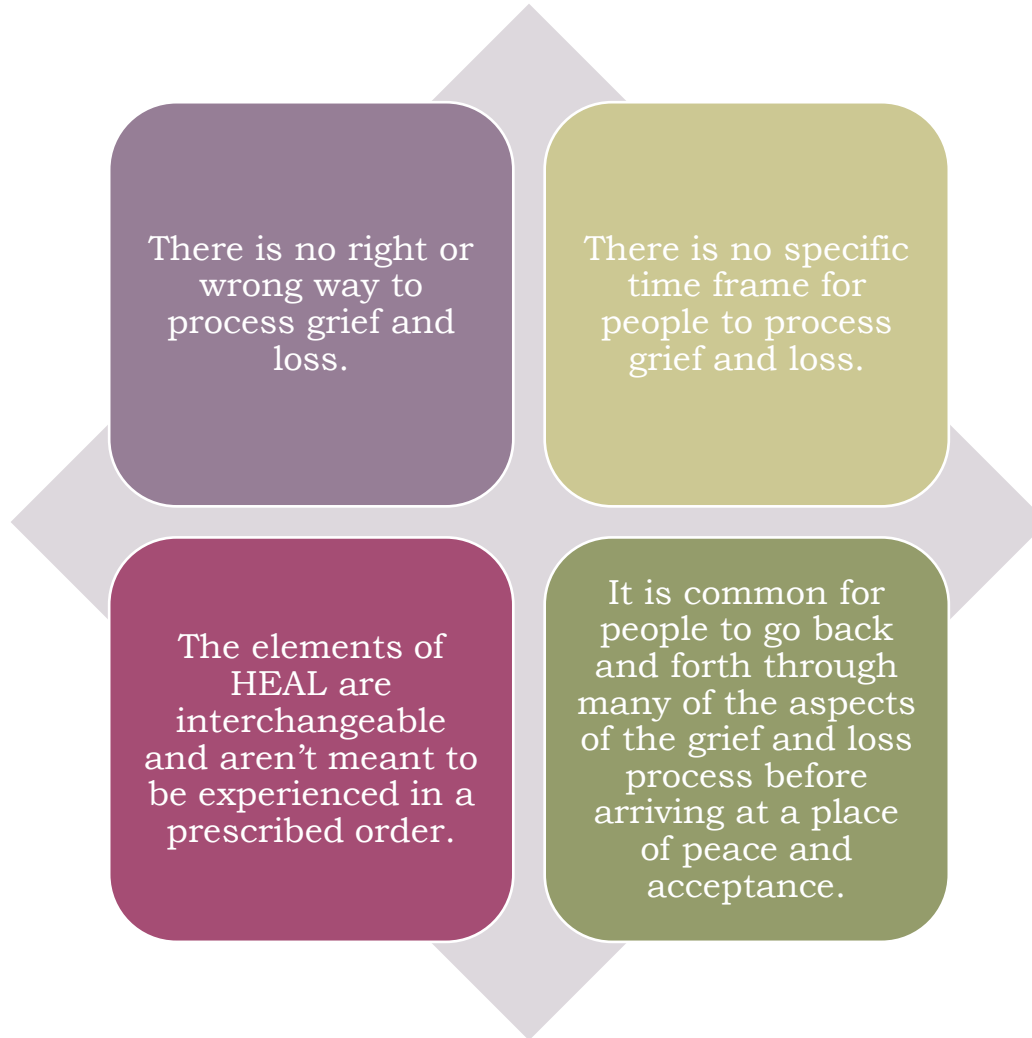 There is no right or
wrong way to
process grief and
loss.
There is no specific
time frame for
people to process
grief and loss.
The elements of
HEAL are
interchangeable
and aren’t meant to
be experienced in a
prescribed order.
It is common for
people to go back
and forth through
many of the aspects
of the grief and loss
process before
arriving at a place
of peace and
acceptance.